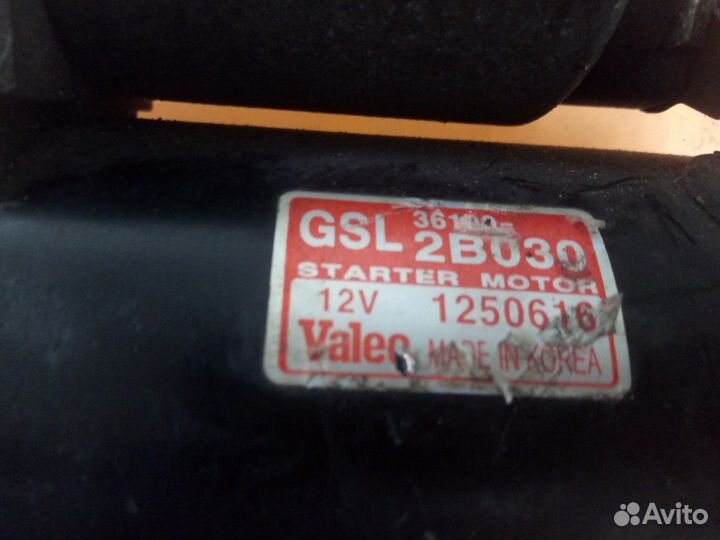 36100-
GSL 2B030
STARTER MOTOR
12V 1250616
Valeo MADE IN KOREA
Avito